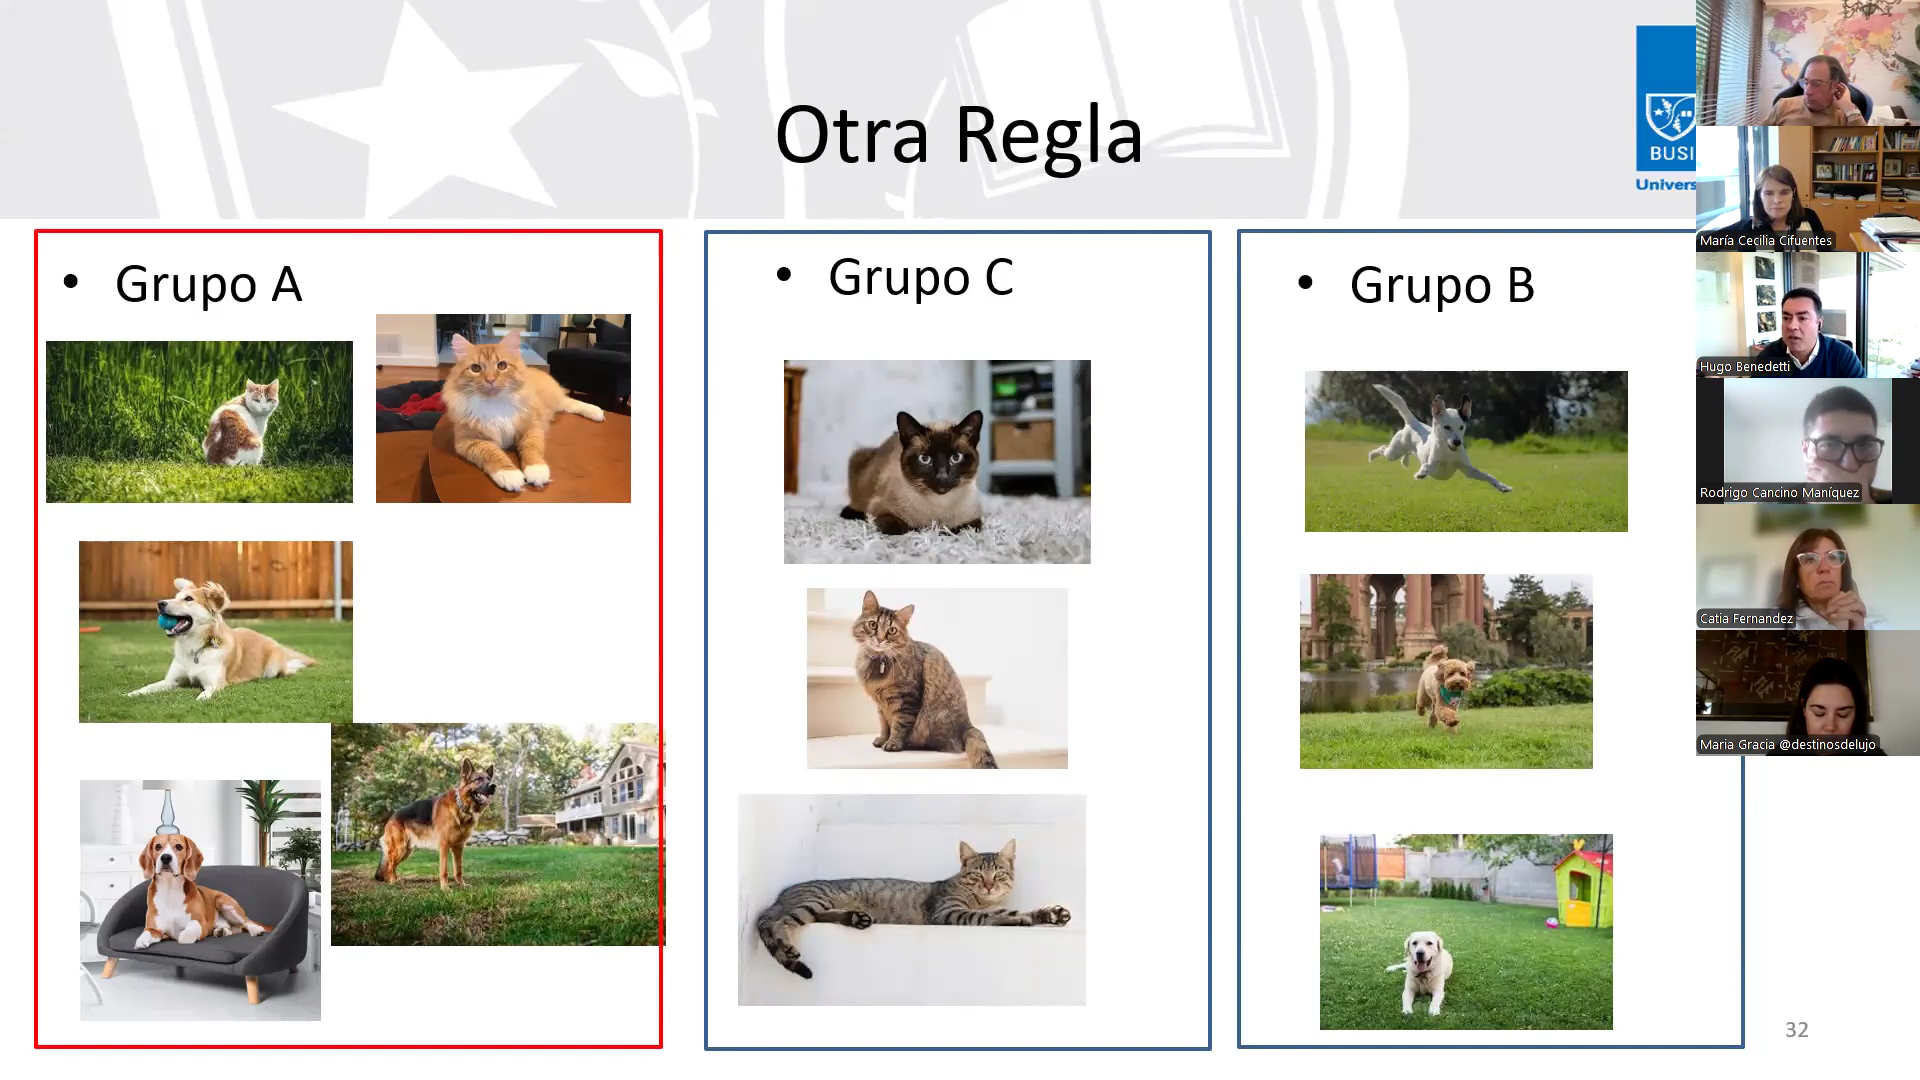 Otra Regla
BUSI
Univers
• Grupo A
• Grupo C
• Grupo B
María Cecilia Cifuentes
Hugo Benedetti
Rodrigo Cancino Maníquez
Catia Fernandez
Maria Gracia @destinosdelujo
32